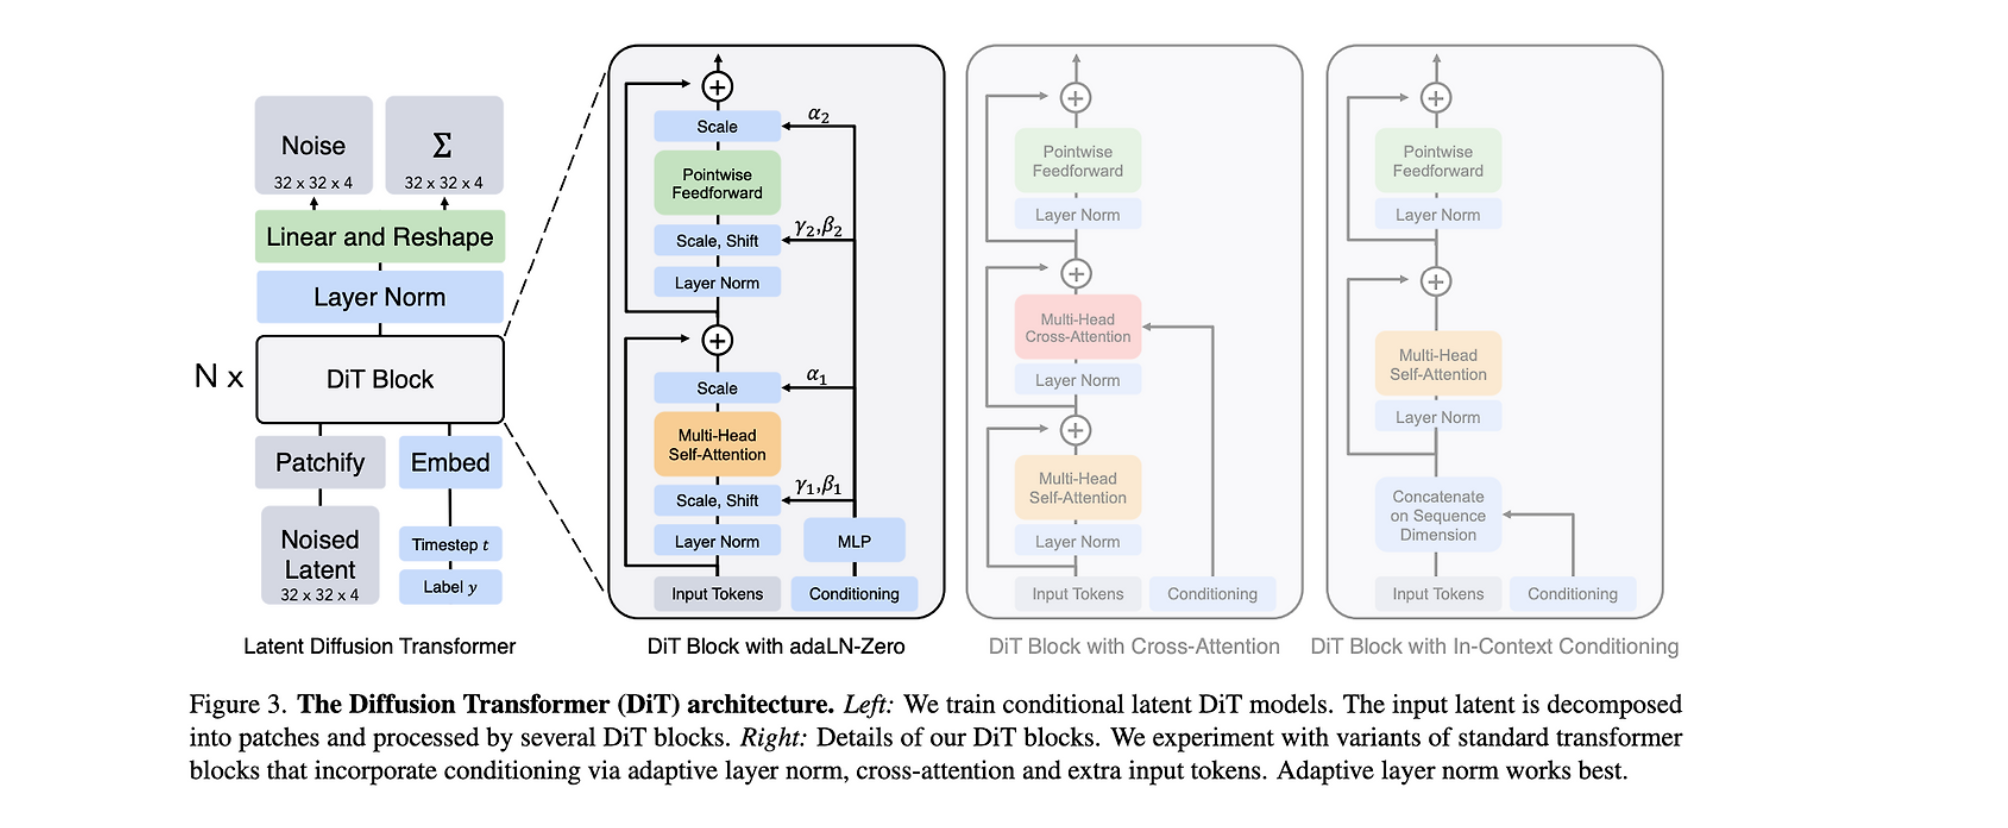 Noise
32 x 32 x 4
Σ
32 x 32 x 4
Linear and Reshape
Layer Norm
N x
DiT Block
Patchify
Embed
Noised
Latent
32 x 32 x 4
Timestep t
Label y
Latent Diffusion Transformer
α₂
Scale
Pointwise
Feedforward
γ₂,β₂
Scale, Shift
Layer Norm
α₁
Scale
Multi-Head
Self-Attention
γ₁,β₁
Scale, Shift
Layer Norm
MLP
Input Tokens
Conditioning
DiT Block with adaLN-Zero
Pointwise
Feedforward
Layer Norm
Multi-Head
Cross-Attention
Layer Norm
Multi-Head
Self-Attention
Layer Norm
Input Tokens
Conditioning
DiT Block with Cross-Attention
Pointwise
Feedforward
Layer Norm
Multi-Head
Self-Attention
Layer Norm
Concatenate
on Sequence
Dimension
Input Tokens
Conditioning
DiT Block with In-Context Conditioning
Figure 3. The Diffusion Transformer (DiT) architecture. Left: We train conditional latent DiT models. The input latent is decomposed
into patches and processed by several DiT blocks. Right: Details of our DiT blocks. We experiment with variants of standard transformer
blocks that incorporate conditioning via adaptive layer norm, cross-attention and extra input tokens. Adaptive layer norm works best.